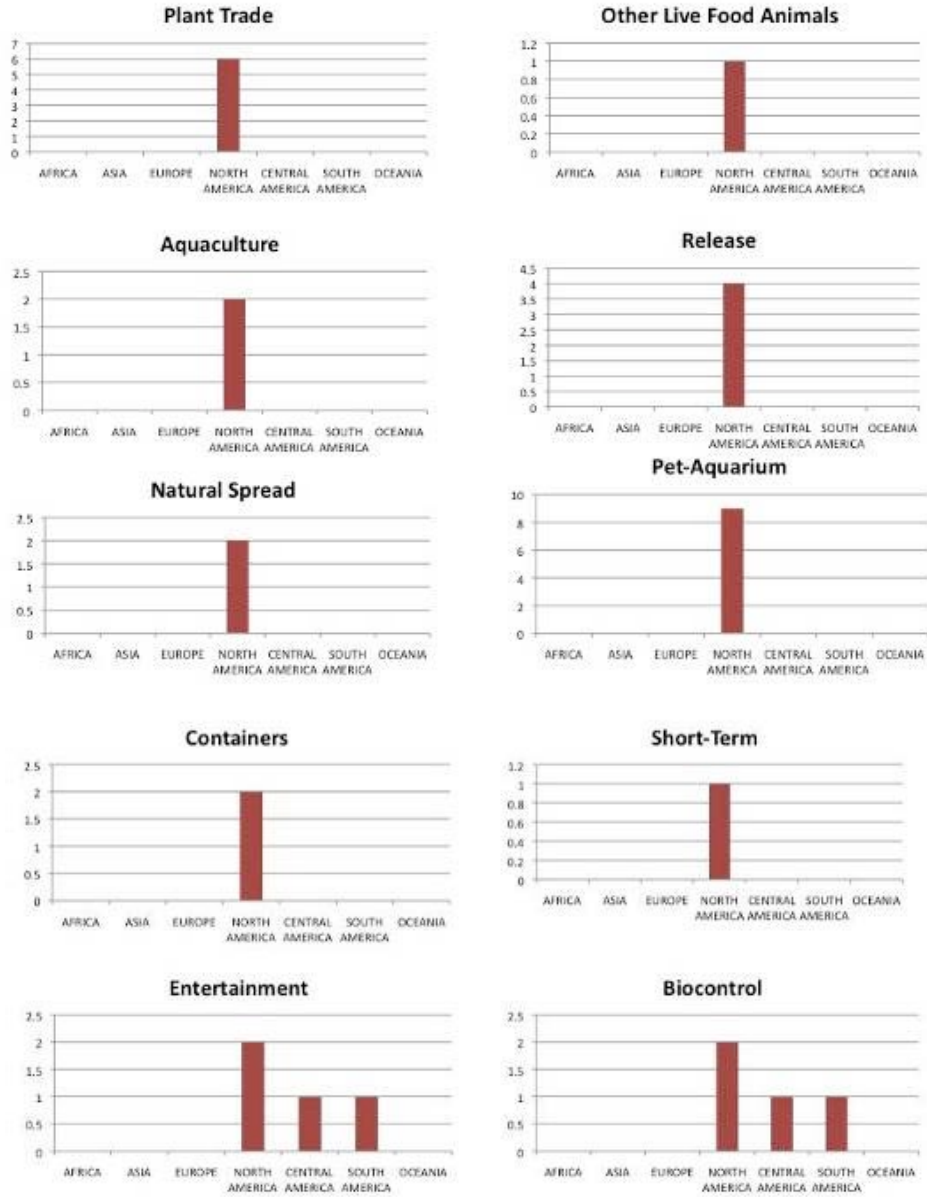 Plant Trade
7
6
5
4
3
2
1
0
AFRICA ASIA EUROPE NORTH CENTRAL SOUTH OCEANIA
AMERICA AMERICA AMERICA
Other Live Food Animals
1.2
1
0.8
0.6
0.4
0.2
0
AFRICA ASIA EUROPE NORTH CENTRAL SOUTH OCEANIA
AMERICA AMERICA AMERICA
Aquaculture
2.5
2
1.5
1
0.5
0
AFRICA ASIA EUROPE NORTH CENTRAL SOUTH OCEANIA
AMERICA AMERICA AMERICA
Release
4.5
4
3.5
3
2.5
2
1.5
1
0.5
0
AFRICA ASIA EUROPE NORTH CENTRAL SOUTH OCEANIA
AMERICA AMERICA AMERICA
Natural Spread
2.5
2
1.5
1
0.5
0
AFRICA ASIA EUROPE NORTH CENTRAL SOUTH OCEANIA
AMERICA AMERICA AMERICA
Pet-Aquarium
10
8
6
4
2
0
AFRICA ASIA EUROPE NORTH CENTRAL SOUTH OCEANIA
AMERICA AMERICA AMERICA
Containers
2.5
2
1.5
1
0.5
0
AFRICA ASIA EUROPE NORTH CENTRAL SOUTH OCEANIA
AMERICA AMERICA AMERICA
Short-Term
1.2
1
0.8
0.6
0.4
0.2
0
AFRICA ASIA EUROPE NORTH CENTRAL SOUTH OCEANIA
AMERICA AMERICA AMERICA
Entertainment
2.5
2
1.5
1
0.5
0
AFRICA ASIA EUROPE NORTH CENTRAL SOUTH OCEANIA
AMERICA AMERICA AMERICA
Biocontrol
2.5
2
1.5
1
0.5
0
AFRICA ASIA EUROPE NORTH CENTRAL SOUTH OCEANIA
AMERICA AMERICA AMERICA